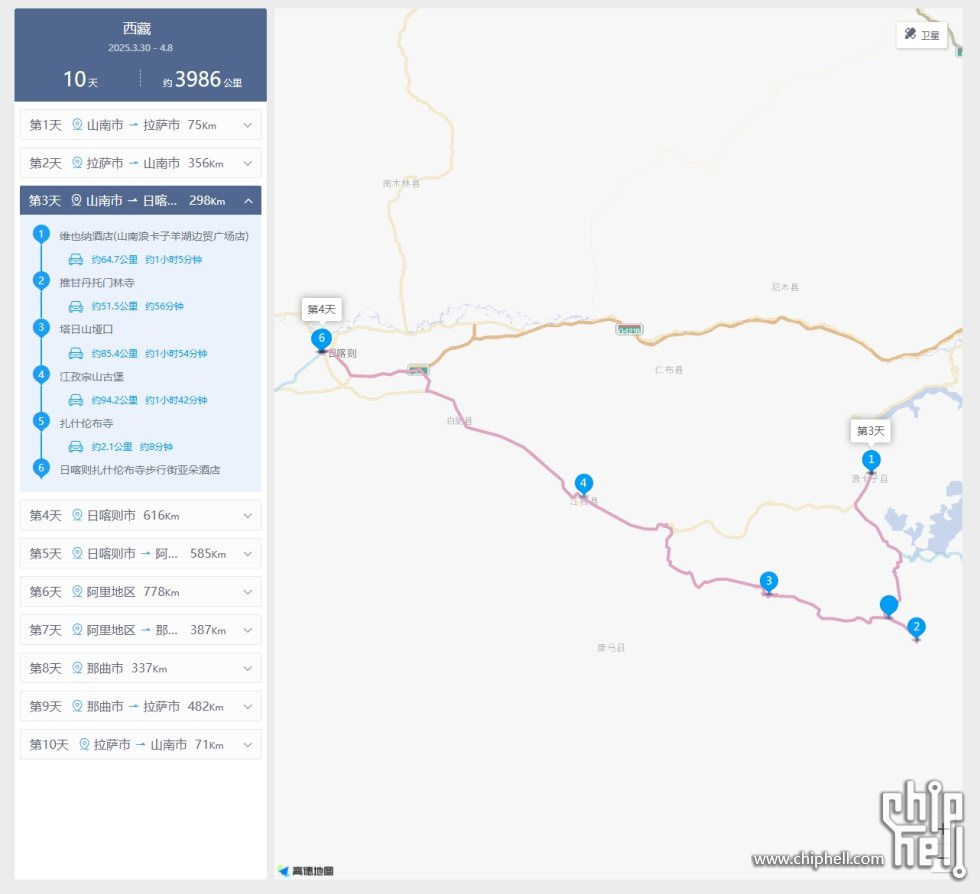 西藏
2025.3.30 - 4.8
10天 约3986公里
第1天 山南市 → 拉萨市 75Km
第2天 拉萨市 → 山南市 356Km
第3天 山南市 → 日喀... 298Km
1 维也纳酒店(山南浪卡子羊湖边贸广场店)
约64.7公里 约1小时5分钟
2 推甘丹托门林寺
约51.5公里 约56分钟
3 塔日山垭口
约85.4公里 约1小时54分钟
4 江孜宗山古堡
约94.2公里 约1小时42分钟
5 扎什伦布寺
约2.1公里 约8分钟
6 日喀则扎什伦布寺步行街亚朵酒店
第4天 日喀则市 616Km
第5天 日喀则市 → 阿... 585Km
第6天 阿里地区 778Km
第7天 阿里地区 → 那... 387Km
第8天 那曲市 337Km
第9天 那曲市 → 拉萨市 482Km
第10天 拉萨市 → 山南市 71Km
卫星
南木林县
尼木县
第4天
6
日喀则
G4218
仁布县
白朗县
第3天
1
浪卡子县
4
江孜县
3
2
康马县
高德地图
chip
hell
www.chiphell.com